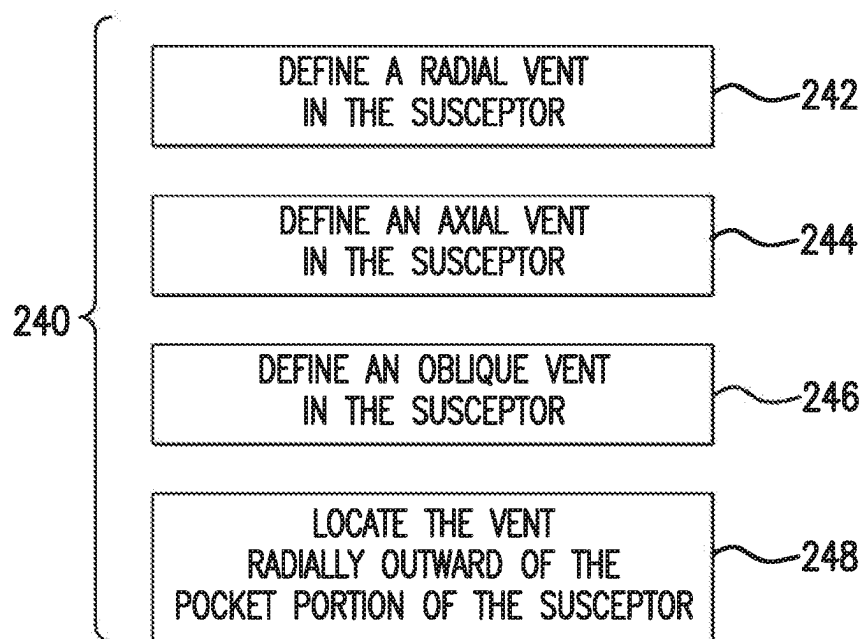 DEFINE A RADIAL VENT
IN THE SUSCEPTOR
242
DEFINE AN AXIAL VENT
IN THE SUSCEPTOR
244
240
DEFINE AN OBLIQUE VENT
IN THE SUSCEPTOR
246
LOCATE THE VENT
RADIALLY OUTWARD OF THE
POCKET PORTION OF THE SUSCEPTOR
248